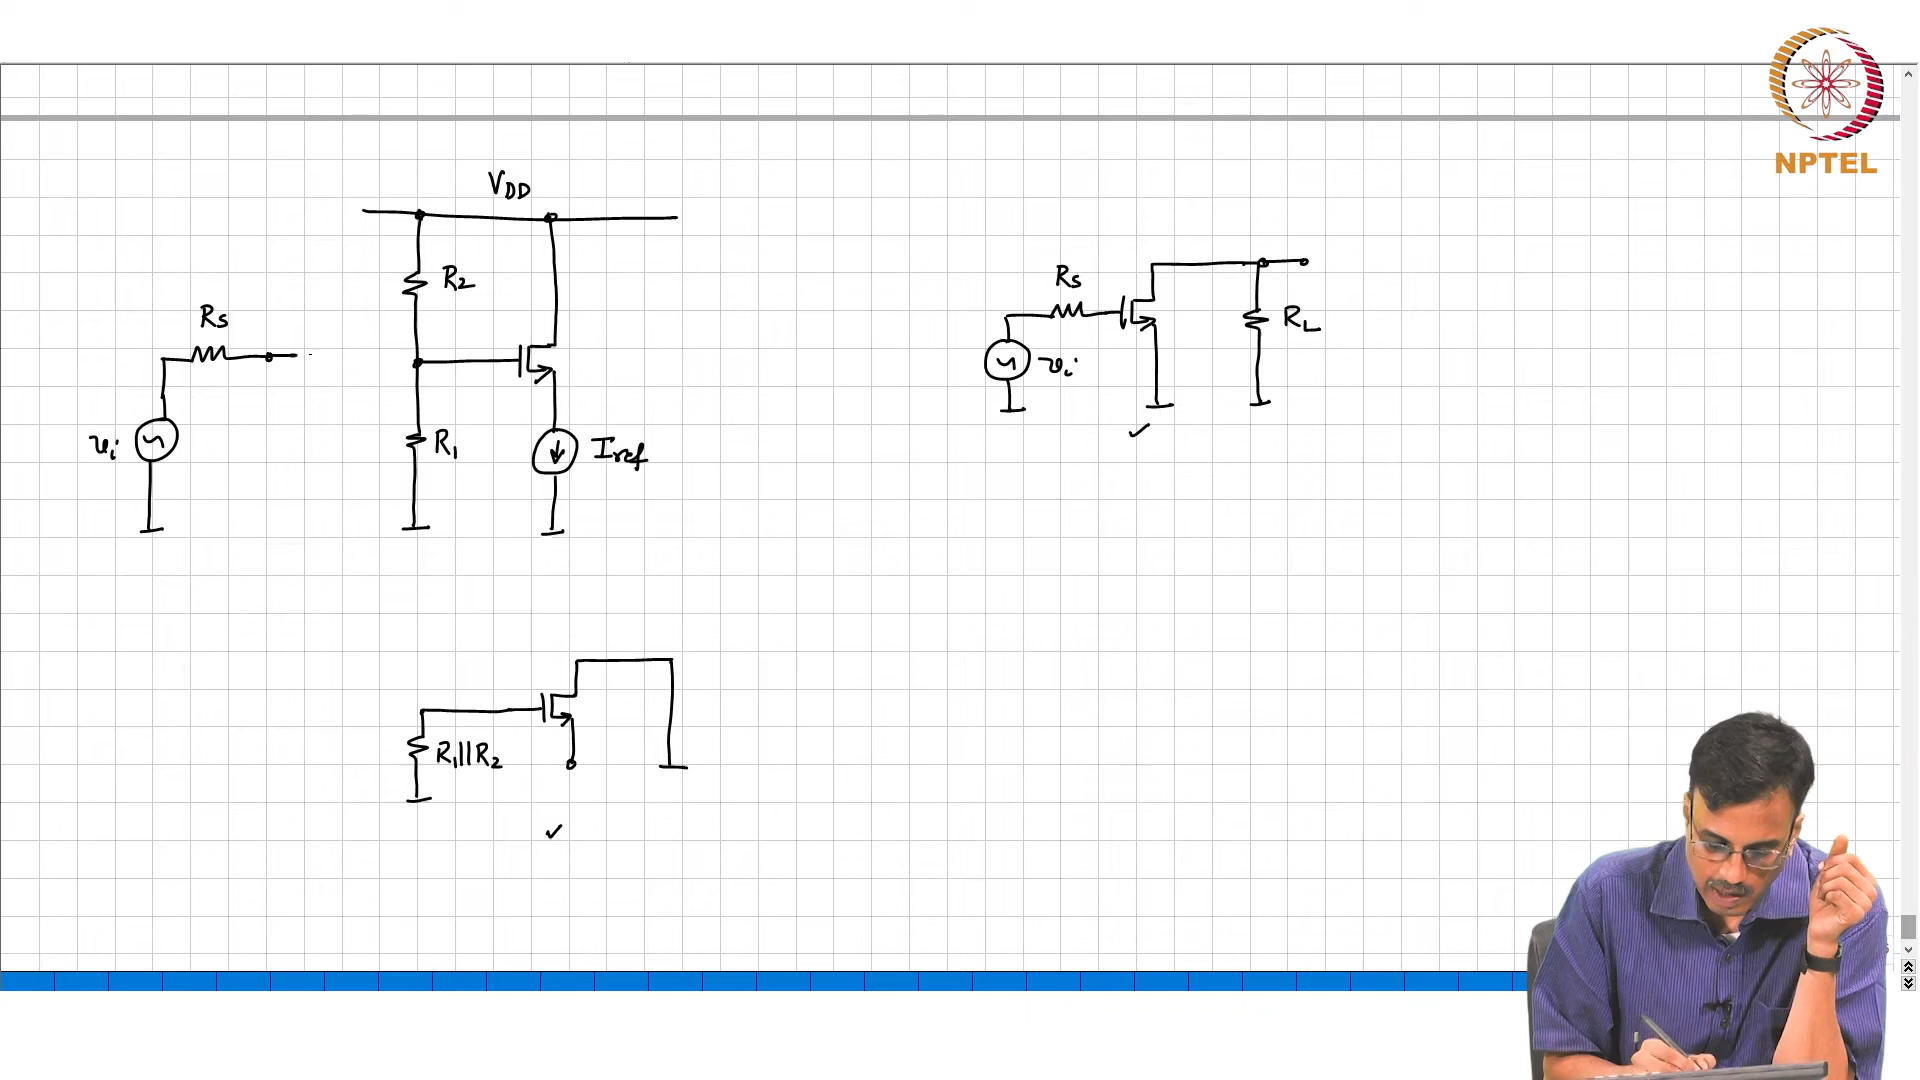 NPTEL
V_DD
R_2
R_S
v_i
R_1
I_ref
R_S
v_i
R_L
R_1||R_2